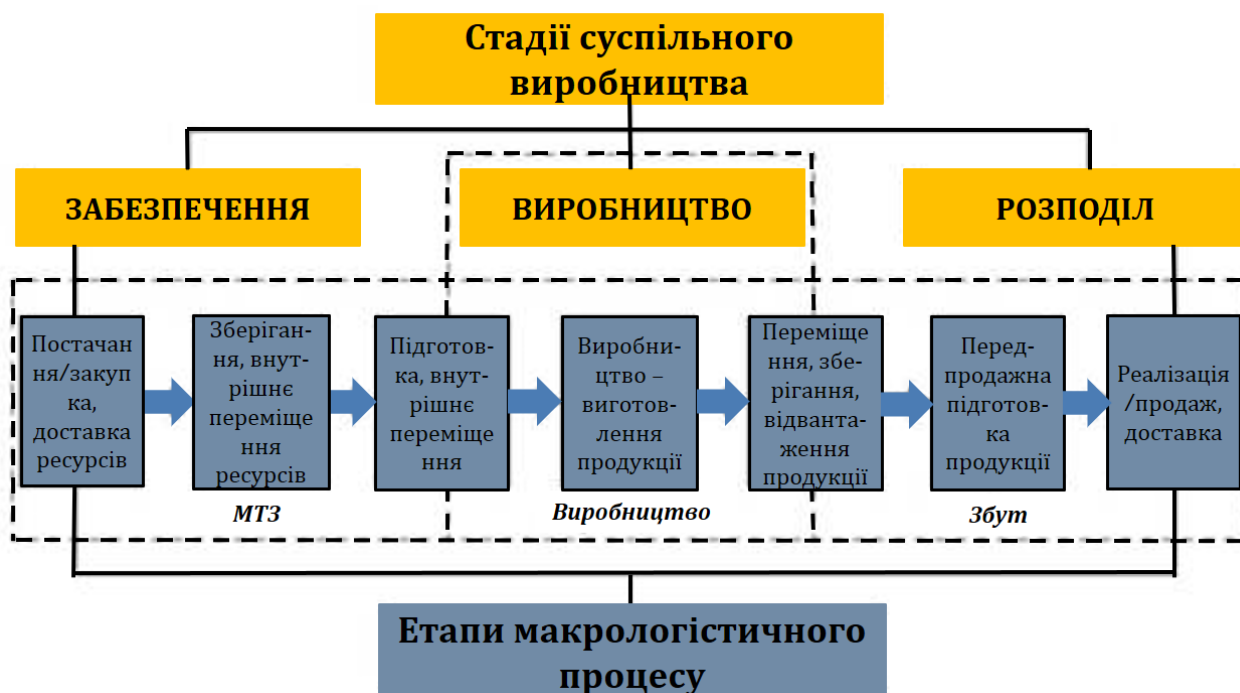 Стадії суспільного
виробництва
ЗАБЕЗПЕЧЕННЯ
ВИРОБНИЦТВО
РОЗПОДІЛ
Постачан
ня/закуп
ка,
доставка
ресурсів
Зберіган-
ня, внут-
рішнє
переміще
ння
ресурсів
Підготов-
ка, внут-
рішнє
переміще
ння
Виробни-
цтво –
виготов-
лення
продукції
Переміщ
ення, збе-
рігання,
відванта-
ження
продукції
Перед-
продажна
підготов-
ка
продукції
Реалізація
/продаж,
доставка
МТЗ
Виробництво
Збут
Етапи макрологістичного
процесу